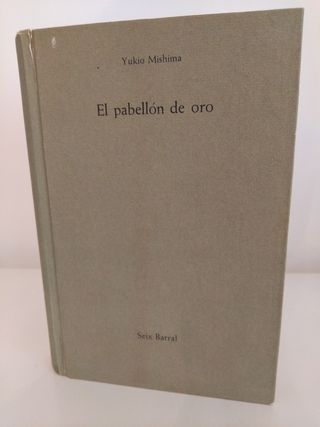 Yukio Mishima
El pabellón de oro
Seix Barral